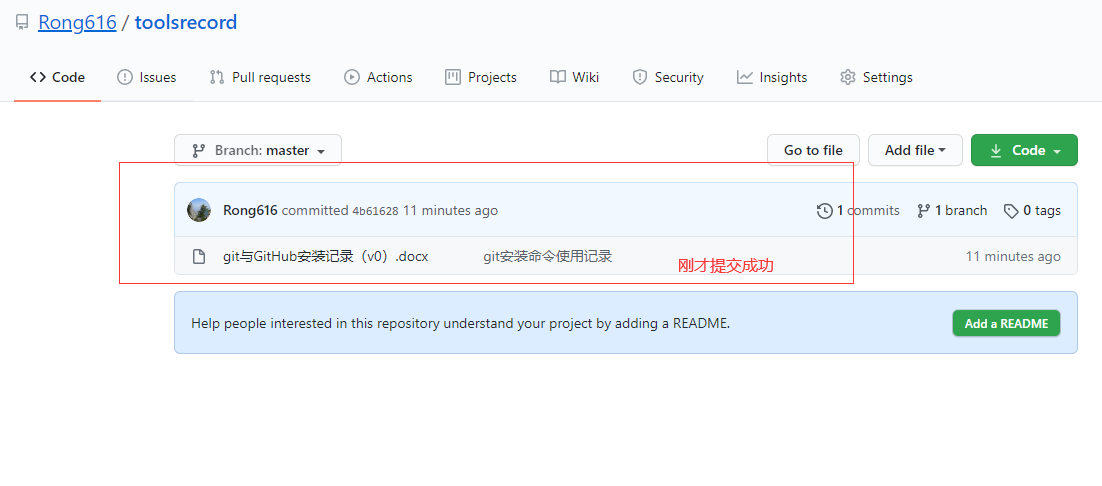 Rong616 / toolsrecord
Code Issues Pull requests Actions Projects Wiki Security Insights Settings
Branch: master Go to file Add file Code
Rong616 committed 4b61628 11 minutes ago 1 commits 1 branch 0 tags
git与GitHub安装记录（v0）.docx git安装命令使用记录 11 minutes ago
刚才提交成功
Help people interested in this repository understand your project by adding a README. Add a README